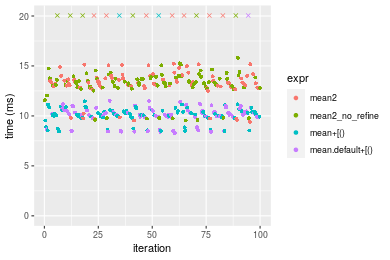 time (ms)
20
15
10
5
0
0
25
50
75
100
iteration
expr
mean2
mean2_no_refine
mean+[()
mean.default+[()